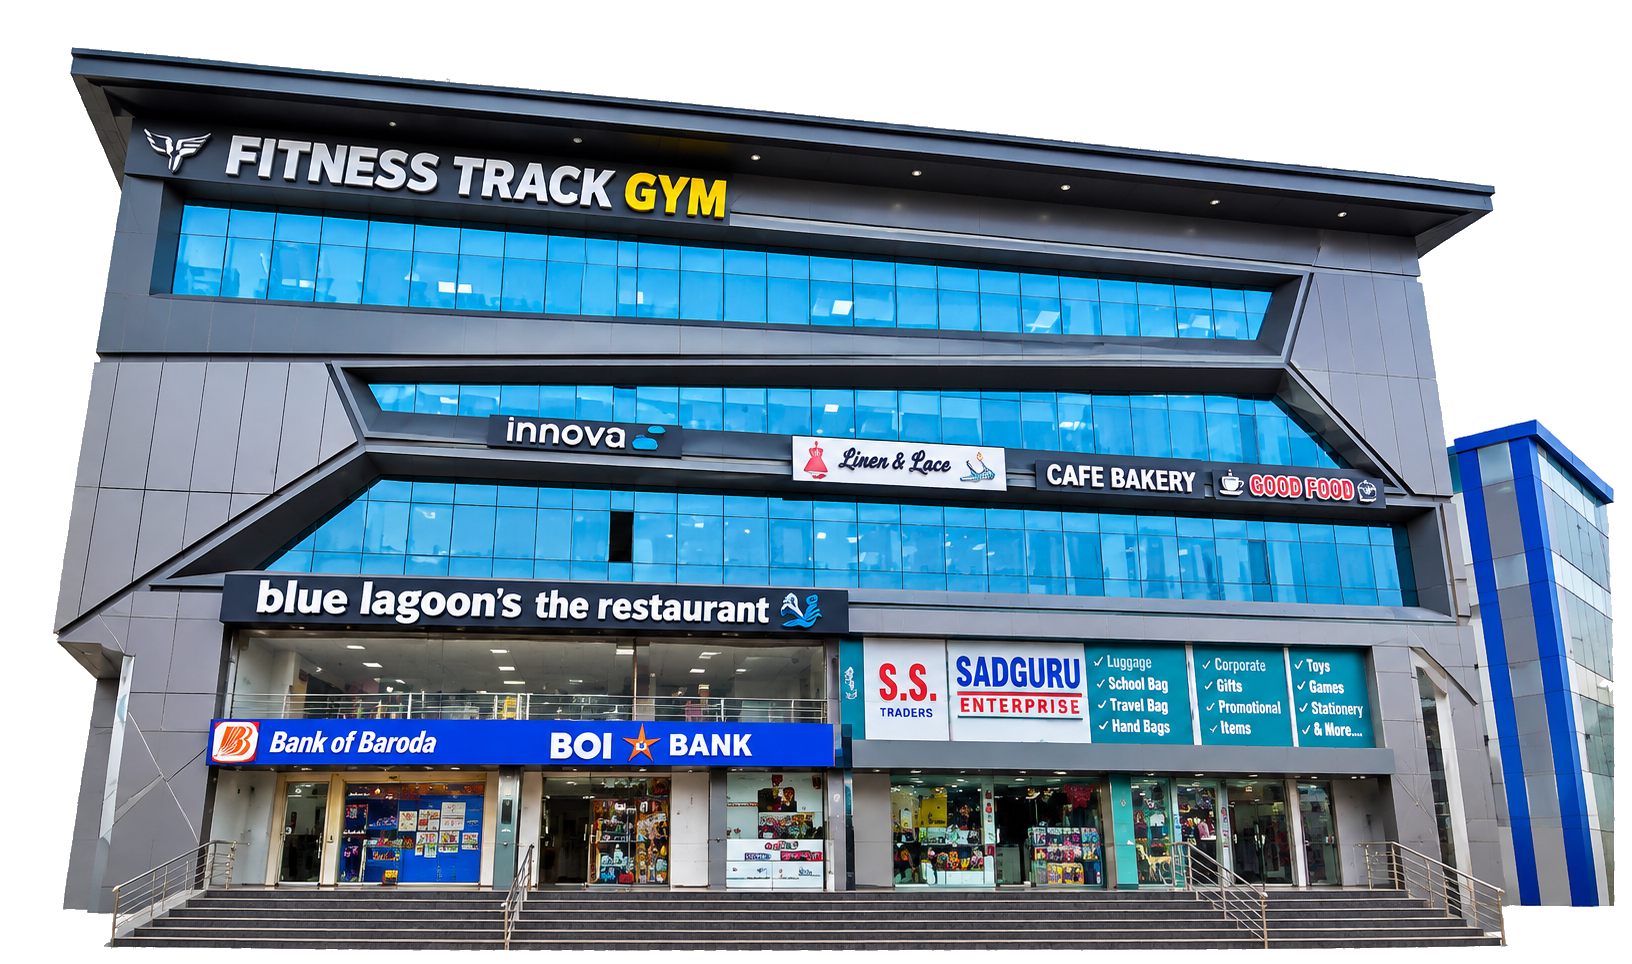 FITNESS TRACK GYM
innova
Linen & Lace
CAFE BAKERY
GOOD FOOD
blue lagoon's the restaurant
S.S.
TRADERS
SADGURU
ENTERPRISE
✓ Luggage
✓ School Bag
✓ Travel Bag
✓ Hand Bags
✓ Corporate
✓ Gifts
✓ Promotional
✓ Items
✓ Toys
✓ Games
✓ Stationery
✓ & More....
Bank of Baroda
BOI BANK